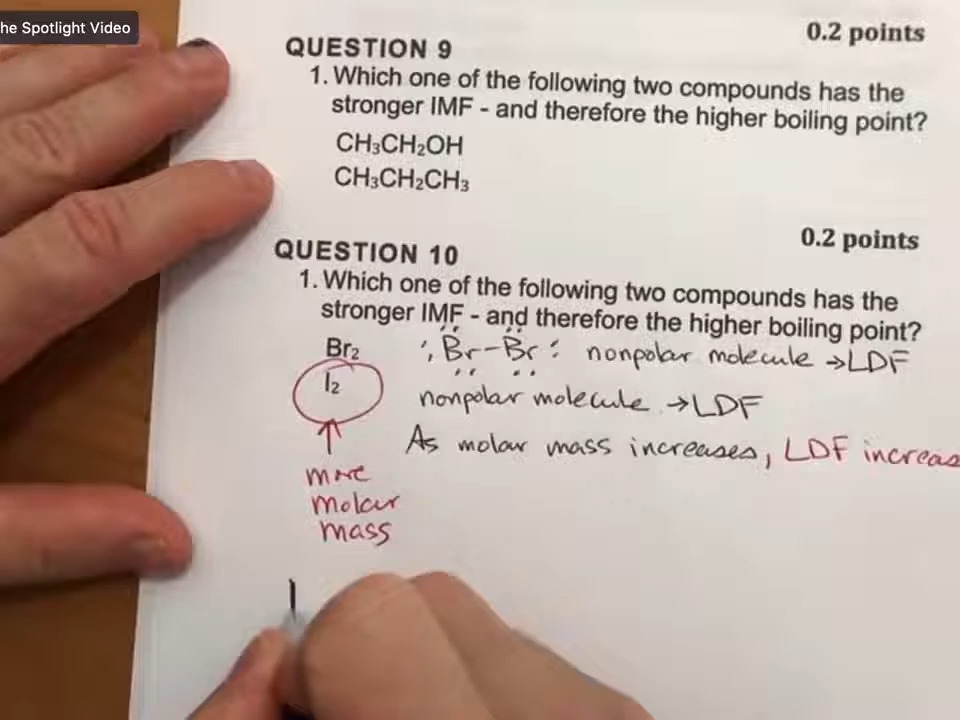 he Spotlight Video
0.2 points
QUESTION 9
1. Which one of the following two compounds has the
stronger IMF - and therefore the higher boiling point?
CH₃CH₂OH
CH₃CH₂CH₃
0.2 points
QUESTION 10
1. Which one of the following two compounds has the
stronger IMF - and therefore the higher boiling point?
Br₂ :Br-Br: nonpolar molecule →LDF
I₂ nonpolar molecule →LDF
As molar mass increases, LDF increas
↑
more
molar
mass